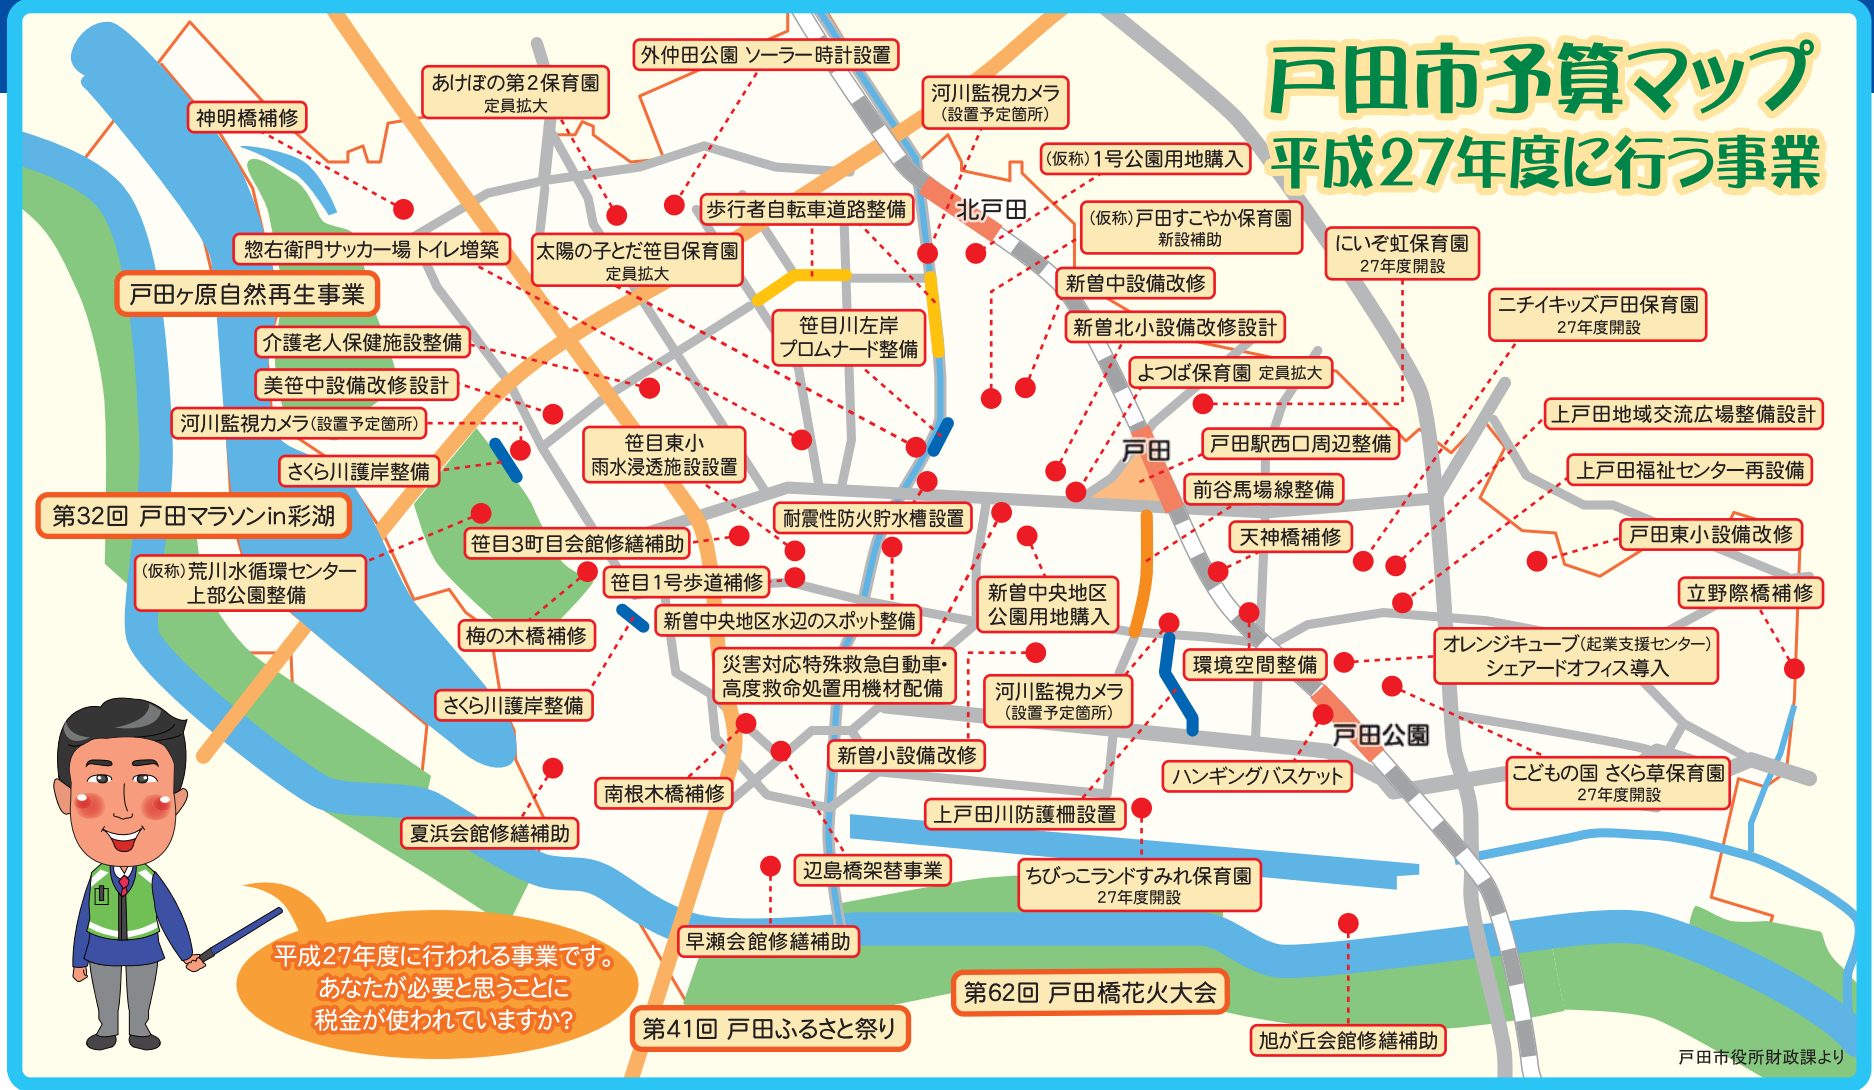 戸田市予算マップ
平成27年度に行う事業
外仲田公園 ソーラー時計設置
あけぼの第2保育園
定員拡大
河川監視カメラ
(設置予定箇所)
神明橋補修
(仮称)1号公園用地購入
歩行者自転車道路整備
北戸田
(仮称)戸田すこやか保育園
新設補助
にいぞ虹保育園
27年度開設
惣右衛門サッカー場 トイレ増築
太陽の子とだ笹目保育園
定員拡大
新曽中設備改修
戸田ヶ原自然再生事業
ニチイキッズ戸田保育園
27年度開設
笹目川左岸
プロムナード整備
新曽北小設備改修設計
介護老人保健施設整備
よつば保育園 定員拡大
美笹中設備改修設計
河川監視カメラ(設置予定箇所)
上戸田地域交流広場整備設計
笹目東小
雨水浸透施設設置
戸田
戸田駅西口周辺整備
さくら川護岸整備
上戸田福祉センター再設備
前谷馬場線整備
第32回 戸田マラソンin彩湖
耐震性防火貯水槽設置
天神橋補修
戸田東小設備改修
笹目3町目会館修繕補助
(仮称)荒川水循環センター
上部公園整備
笹目1号歩道補修
新曽中央地区
公園用地購入
立野際橋補修
新曽中央地区水辺のスポット整備
梅の木橋補修
オレンジキューブ(起業支援センター)
シェアードオフィス導入
災害対応特殊救急自動車・
高度救命処置用機材配備
環境空間整備
河川監視カメラ
(設置予定箇所)
さくら川護岸整備
戸田公園
新曽小設備改修
ハンギングバスケット
こどもの国 さくら草保育園
27年度開設
南根木橋補修
上戸田川防護柵設置
夏浜会館修繕補助
辺島橋架替事業
ちびっこランドすみれ保育園
27年度開設
早瀬会館修繕補助
平成27年度に行われる事業です。
あなたが必要と思うことに
税金が使われていますか?
第62回 戸田橋花火大会
第41回 戸田ふるさと祭り
旭が丘会館修繕補助
戸田市役所財政課より